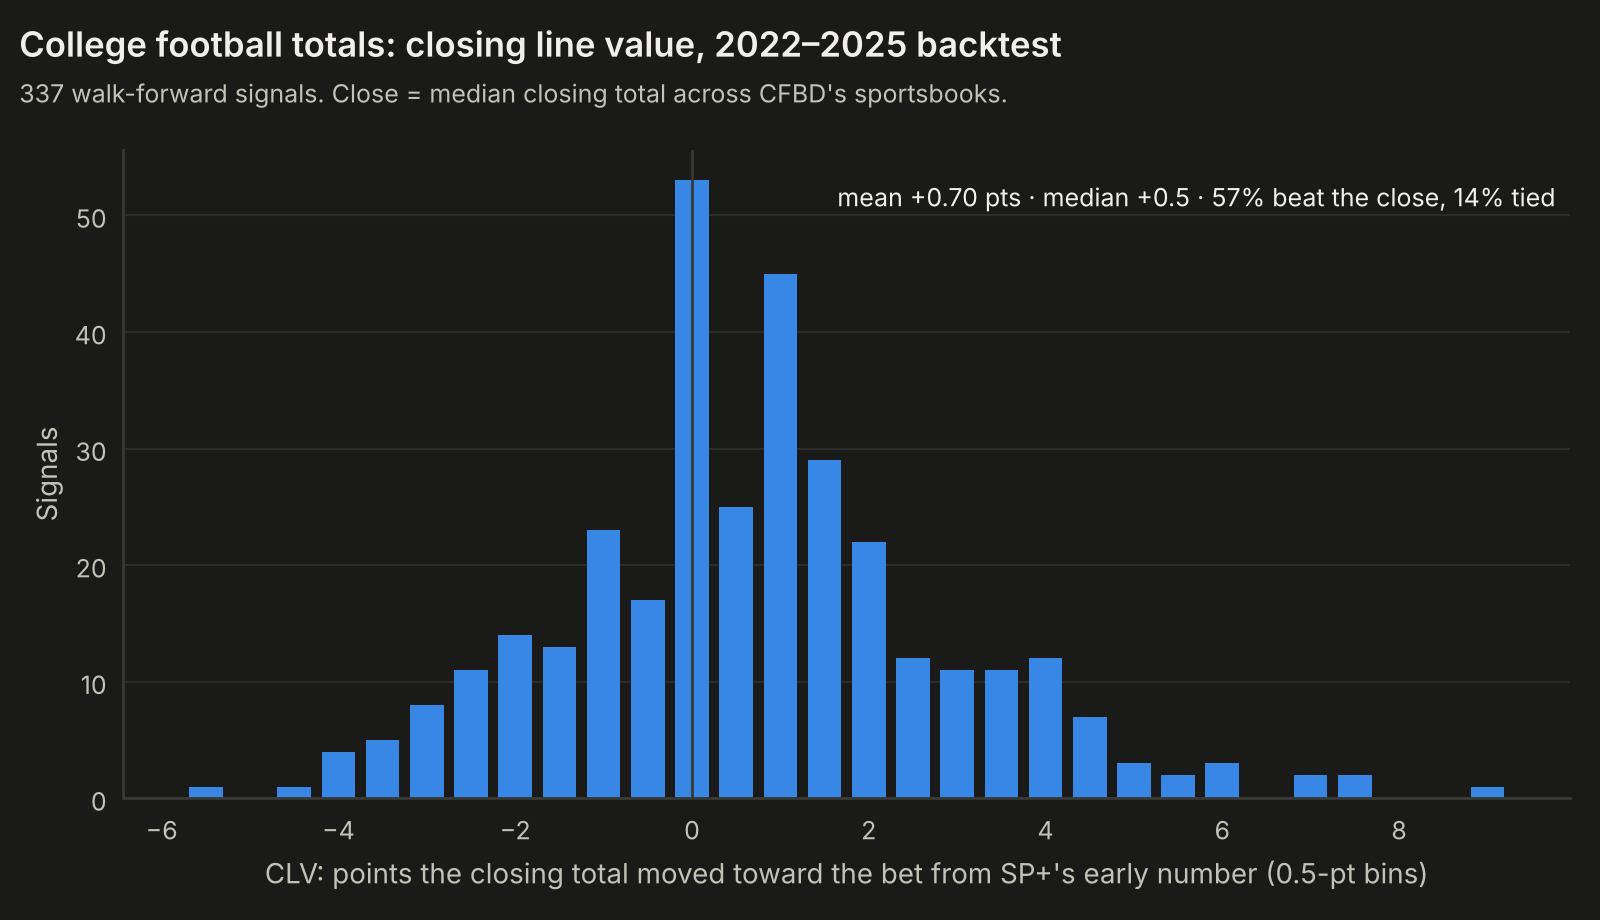 College football totals: closing line value, 2022–2025 backtest
337 walk-forward signals. Close = median closing total across CFBD's sportsbooks.
mean +0.70 pts · median +0.5 · 57% beat the close, 14% tied
Signals
50
40
30
20
10
0
−6 −4 −2 0 2 4 6 8
CLV: points the closing total moved toward the bet from SP+'s early number (0.5-pt bins)